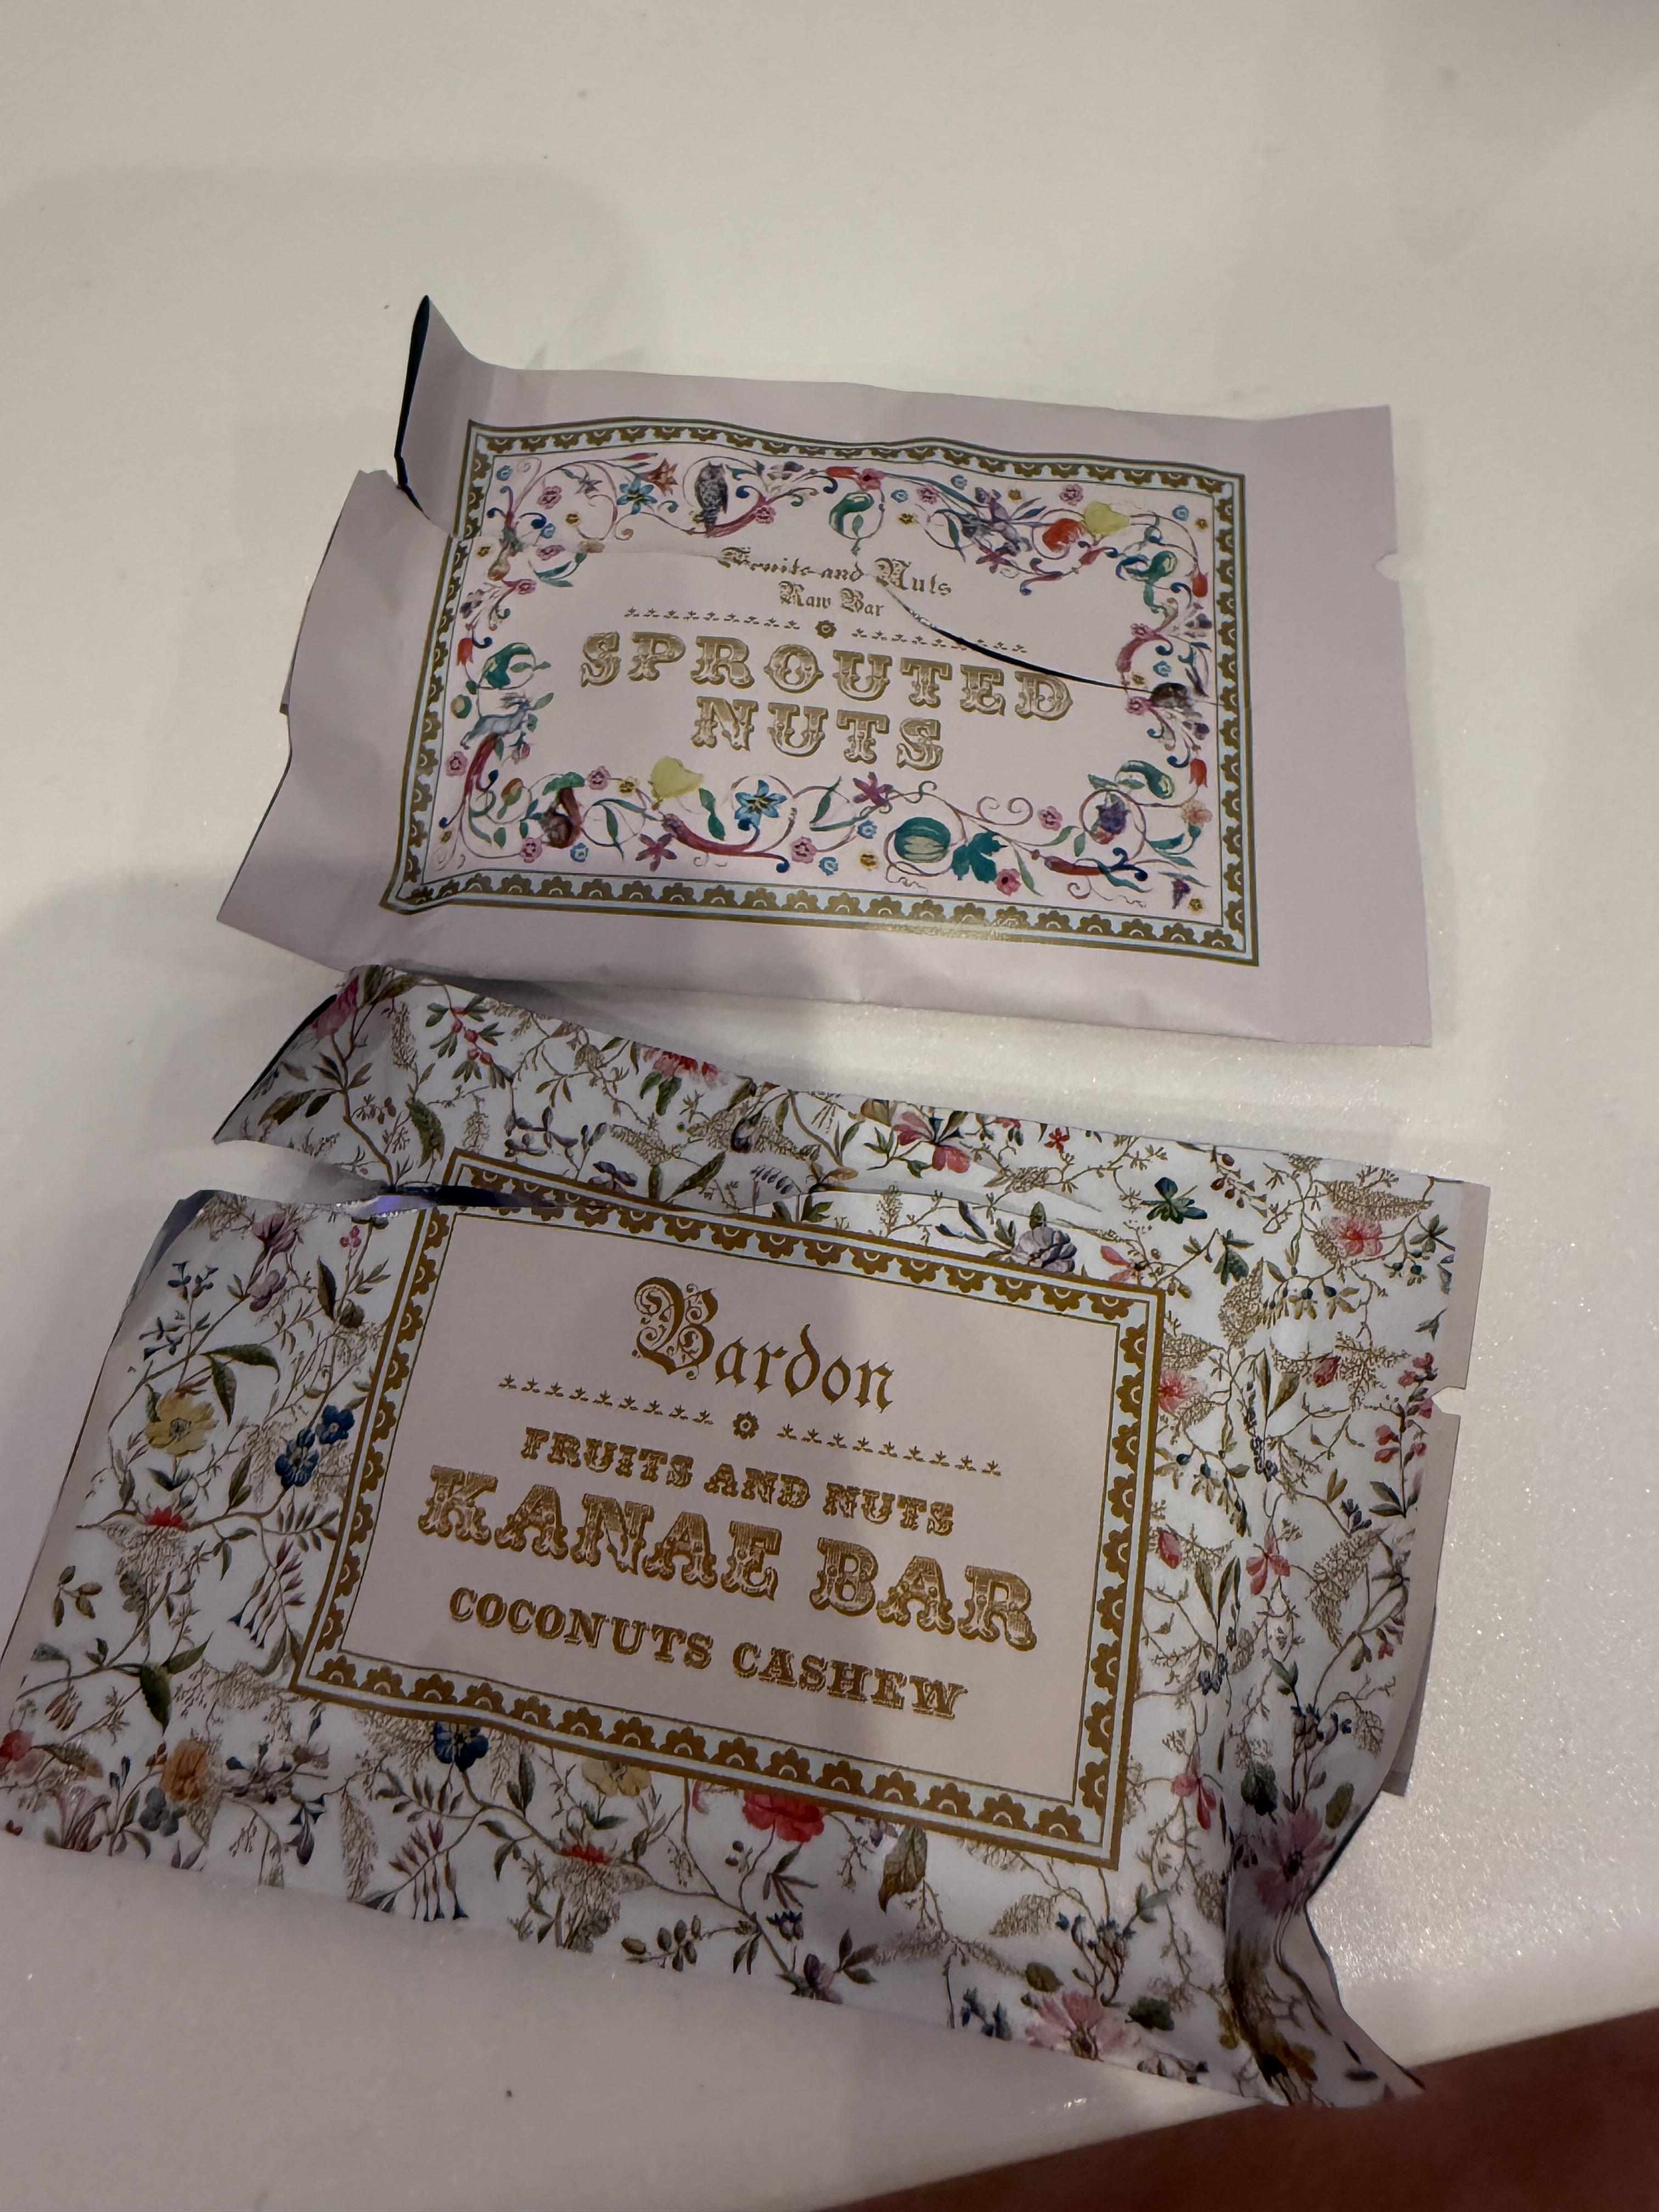 Fruits and Nuts
Raw Bar
SPROUTED
NUTS
Bardon
FRUITS AND NUTS
KANAE BAR
COCONUTS CASHEW